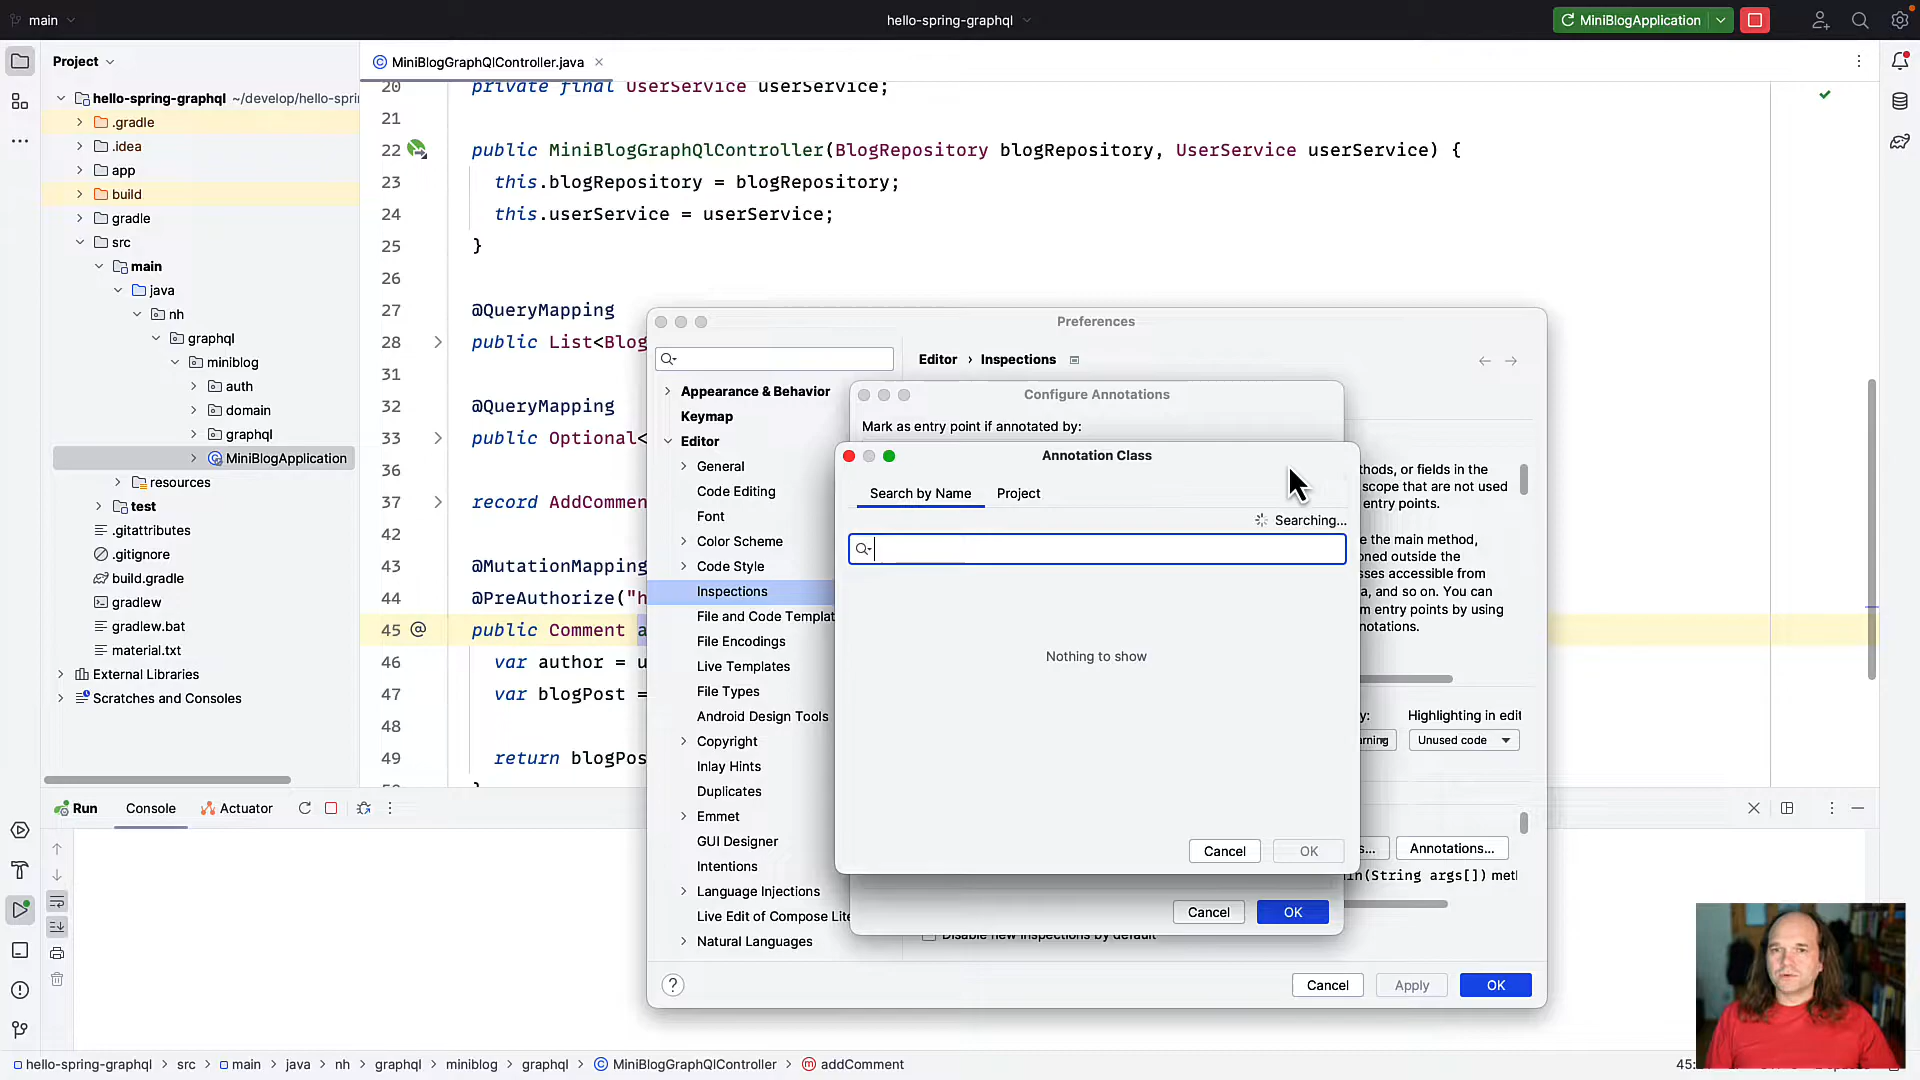 main
hello-spring-graphql
MiniBlogApplication
Project
MiniBlogGraphQlController.java
hello-spring-graphql ~/develop/hello-spri
.gradle
.idea
app
build
gradle
src
main
java
nh
graphql
miniblog
auth
domain
graphql
MiniBlogApplication
resources
test
.gitattributes
.gitignore
build.gradle
gradlew
gradlew.bat
material.txt
External Libraries
Scratches and Consoles
20 private final UserService userService;
21
22 public MiniBlogGraphQlController(BlogRepository blogRepository, UserService userService) {
23 this.blogRepository = blogRepository;
24 this.userService = userService;
25 }
26
27 @QueryMapping
28 public List<Blog
31
32 @QueryMapping
33 public Optional<
36
37 record AddCommen
42
43 @MutationMapping
44 @PreAuthorize("h
45 public Comment a
46 var author = u
47 var blogPost =
48
49 return blogPos
Preferences
Editor › Inspections
Appearance & Behavior
Keymap
Editor
General
Code Editing
Font
Color Scheme
Code Style
Inspections
File and Code Templat
File Encodings
Live Templates
File Types
Android Design Tools
Copyright
Inlay Hints
Duplicates
Emmet
GUI Designer
Intentions
Language Injections
Live Edit of Compose Lite
Natural Languages
Configure Annotations
Mark as entry point if annotated by:
Annotation Class
Search by Name Project
Searching...
Nothing to show
Cancel OK
Cancel OK
thods, or fields in the
scope that are not used
entry points.
e the main method,
oned outside the
sses accessible from
a, and so on. You can
m entry points by using
notations.
y: Highlighting in edit
arning Unused code
s... Annotations...
in(String args[]) meth
Disable new inspections by default
? Cancel Apply OK
Run Console Actuator
hello-spring-graphql › src › main › java › nh › graphql › miniblog › graphql › MiniBlogGraphQlController › addComment
45: